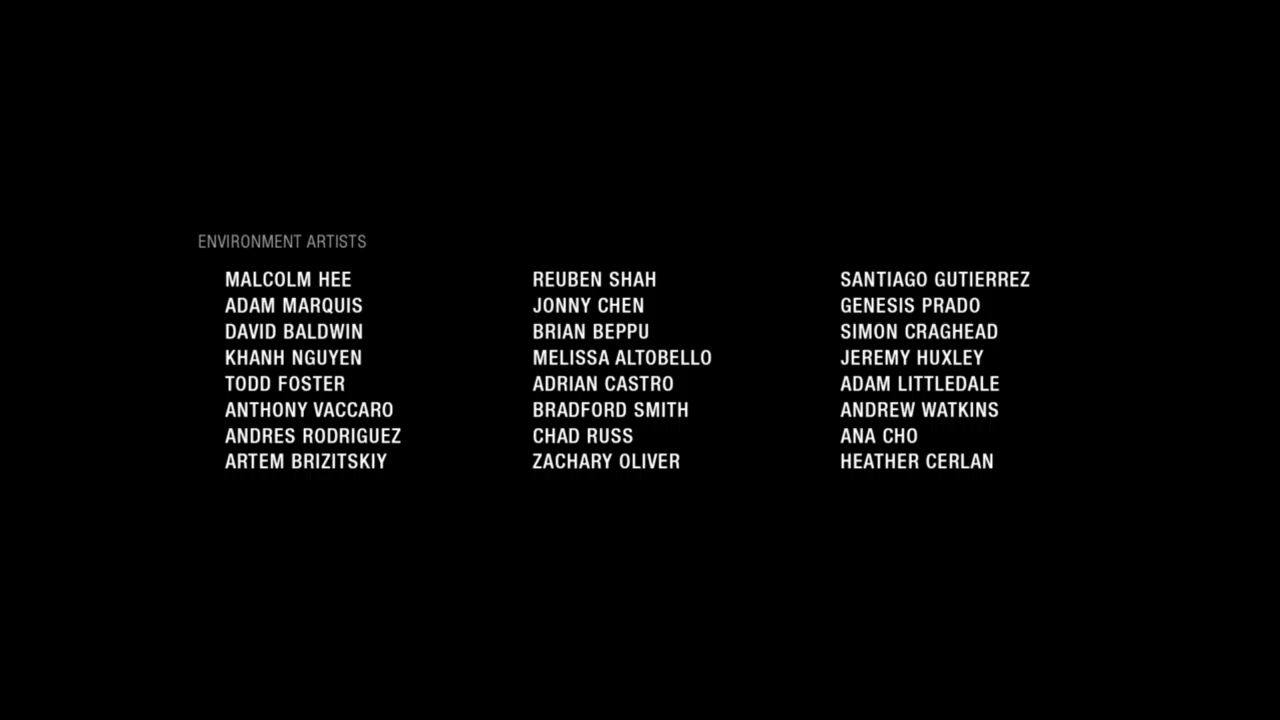 ENVIRONMENT ARTISTS
MALCOLM HEE
ADAM MARQUIS
DAVID BALDWIN
KHANH NGUYEN
TODD FOSTER
ANTHONY VACCARO
ANDRES RODRIGUEZ
ARTEM BRIZITSKIY
REUBEN SHAH
JONNY CHEN
BRIAN BEPPU
MELISSA ALTOBELLO
ADRIAN CASTRO
BRADFORD SMITH
CHAD RUSS
ZACHARY OLIVER
SANTIAGO GUTIERREZ
GENESIS PRADO
SIMON CRAGHEAD
JEREMY HUXLEY
ADAM LITTLEDALE
ANDREW WATKINS
ANA CHO
HEATHER CERLAN